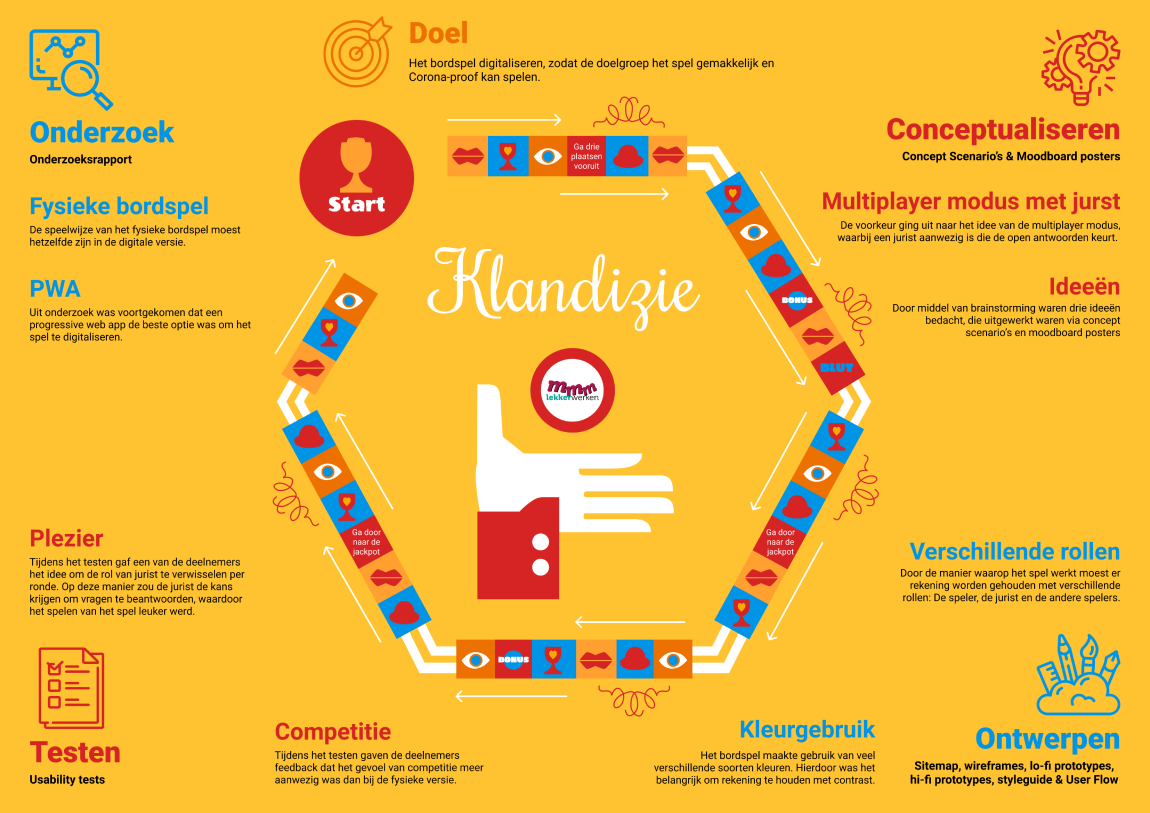 Doel
Het bordspel digitaliseren, zodat de doelgroep het spel gemakkelijk en
Corona-proof kan spelen.
Onderzoek
Onderzoeksrapport
Fysieke bordspel
De speelwijze van het fysieke bordspel moest
hetzelfde zijn in de digitale versie.
PWA
Uit onderzoek was voortgekomen dat een
progressive web app de beste optie was om het
spel te digitaliseren.
Conceptualiseren
Concept Scenario's & Moodboard posters
Multiplayer modus met jurst
De voorkeur ging uit naar het idee van de multiplayer modus,
waarbij een jurist aanwezig is die de open antwoorden keurt.
Ideeën
Door middel van brainstorming waren drie ideeën
bedacht, die uitgewerkt waren via concept
scenario's en moodboard posters
Start
Ga drie
plaatsen
vooruit
BONUS
BLUT
Klandizie
mmm
lekkerwerken
Ga door
naar de
jackpot
Ga door
naar de
jackpot
BONUS
Plezier
Tijdens het testen gaf een van de deelnemers
het idee om de rol van jurist te verwisselen per
ronde. Op deze manier zou de jurist de kans
krijgen om vragen te beantwoorden, waardoor
het spelen van het spel leuker werd.
Testen
Usability tests
Competitie
Tijdens het testen gaven de deelnemers
feedback dat het gevoel van competitie meer
aanwezig was dan bij de fysieke versie.
Verschillende rollen
Door de manier waarop het spel werkt moest er
rekening worden gehouden met verschillende
rollen: De speler, de jurist en de andere spelers.
Kleurgebruik
Het bordspel maakte gebruik van veel
verschillende soorten kleuren. Hierdoor was het
belangrijk om rekening te houden met contrast.
Ontwerpen
Sitemap, wireframes, lo-fi prototypes,
hi-fi prototypes, styleguide & User Flow